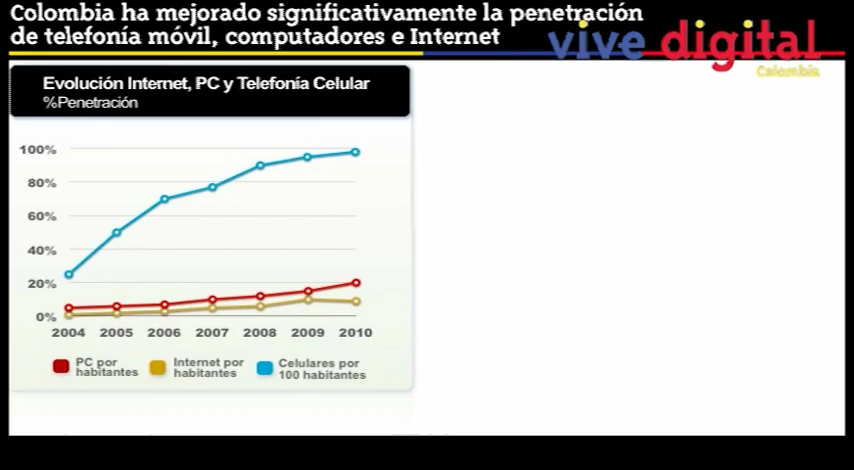 Colombia ha mejorado significativamente la penetración
de telefonía móvil, computadores e Internet
vive digital
Colombia
Evolución Internet, PC y Telefonía Celular
%Penetración
100%
80%
60%
40%
20%
0%
2004 2005 2006 2007 2008 2009 2010
PC por
habitantes
Internet por
habitantes
Celulares por
100 habitantes